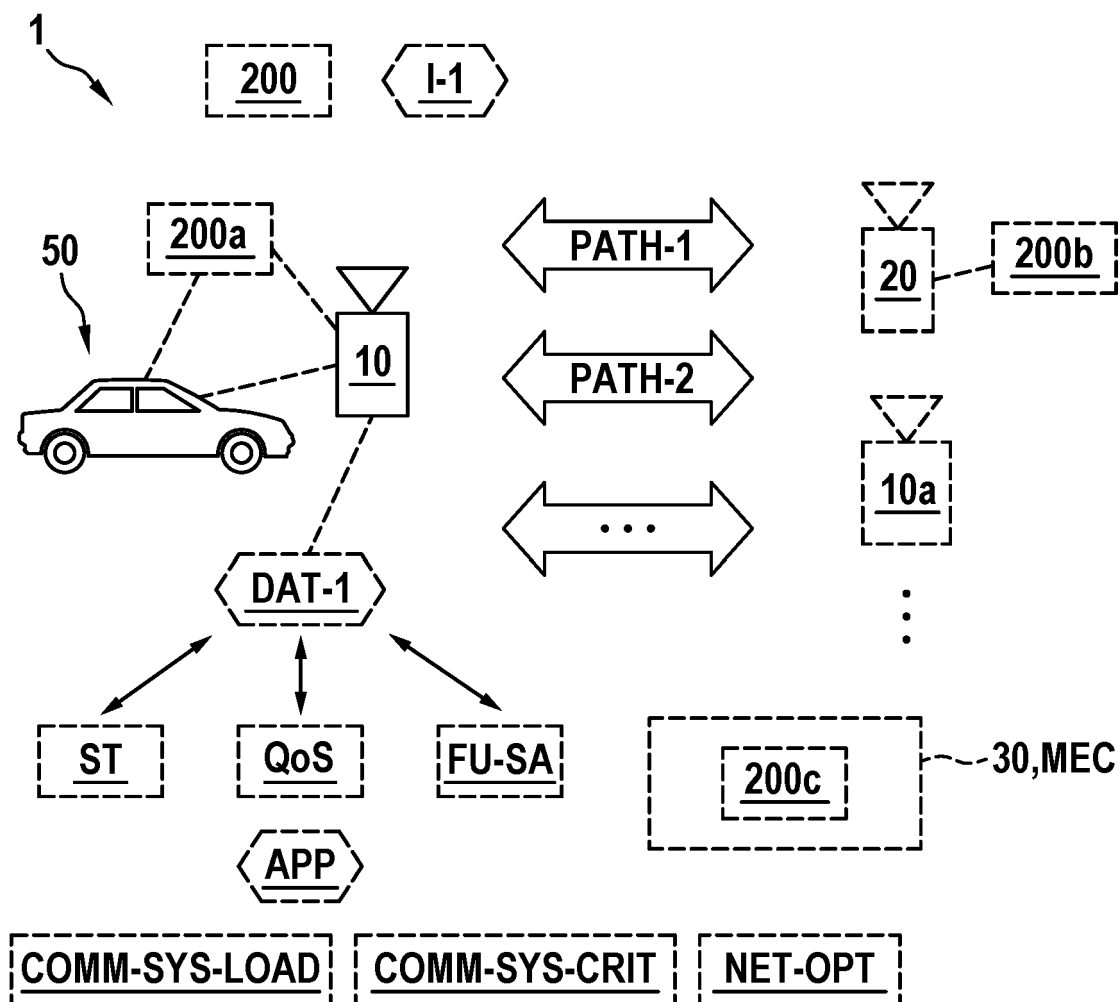 1
200
I-1
200a
50
10
PATH-1
20
200b
PATH-2
10a
...
DAT-1
ST
QoS
FU-SA
200c
30,MEC
APP
COMM-SYS-LOAD
COMM-SYS-CRIT
NET-OPT